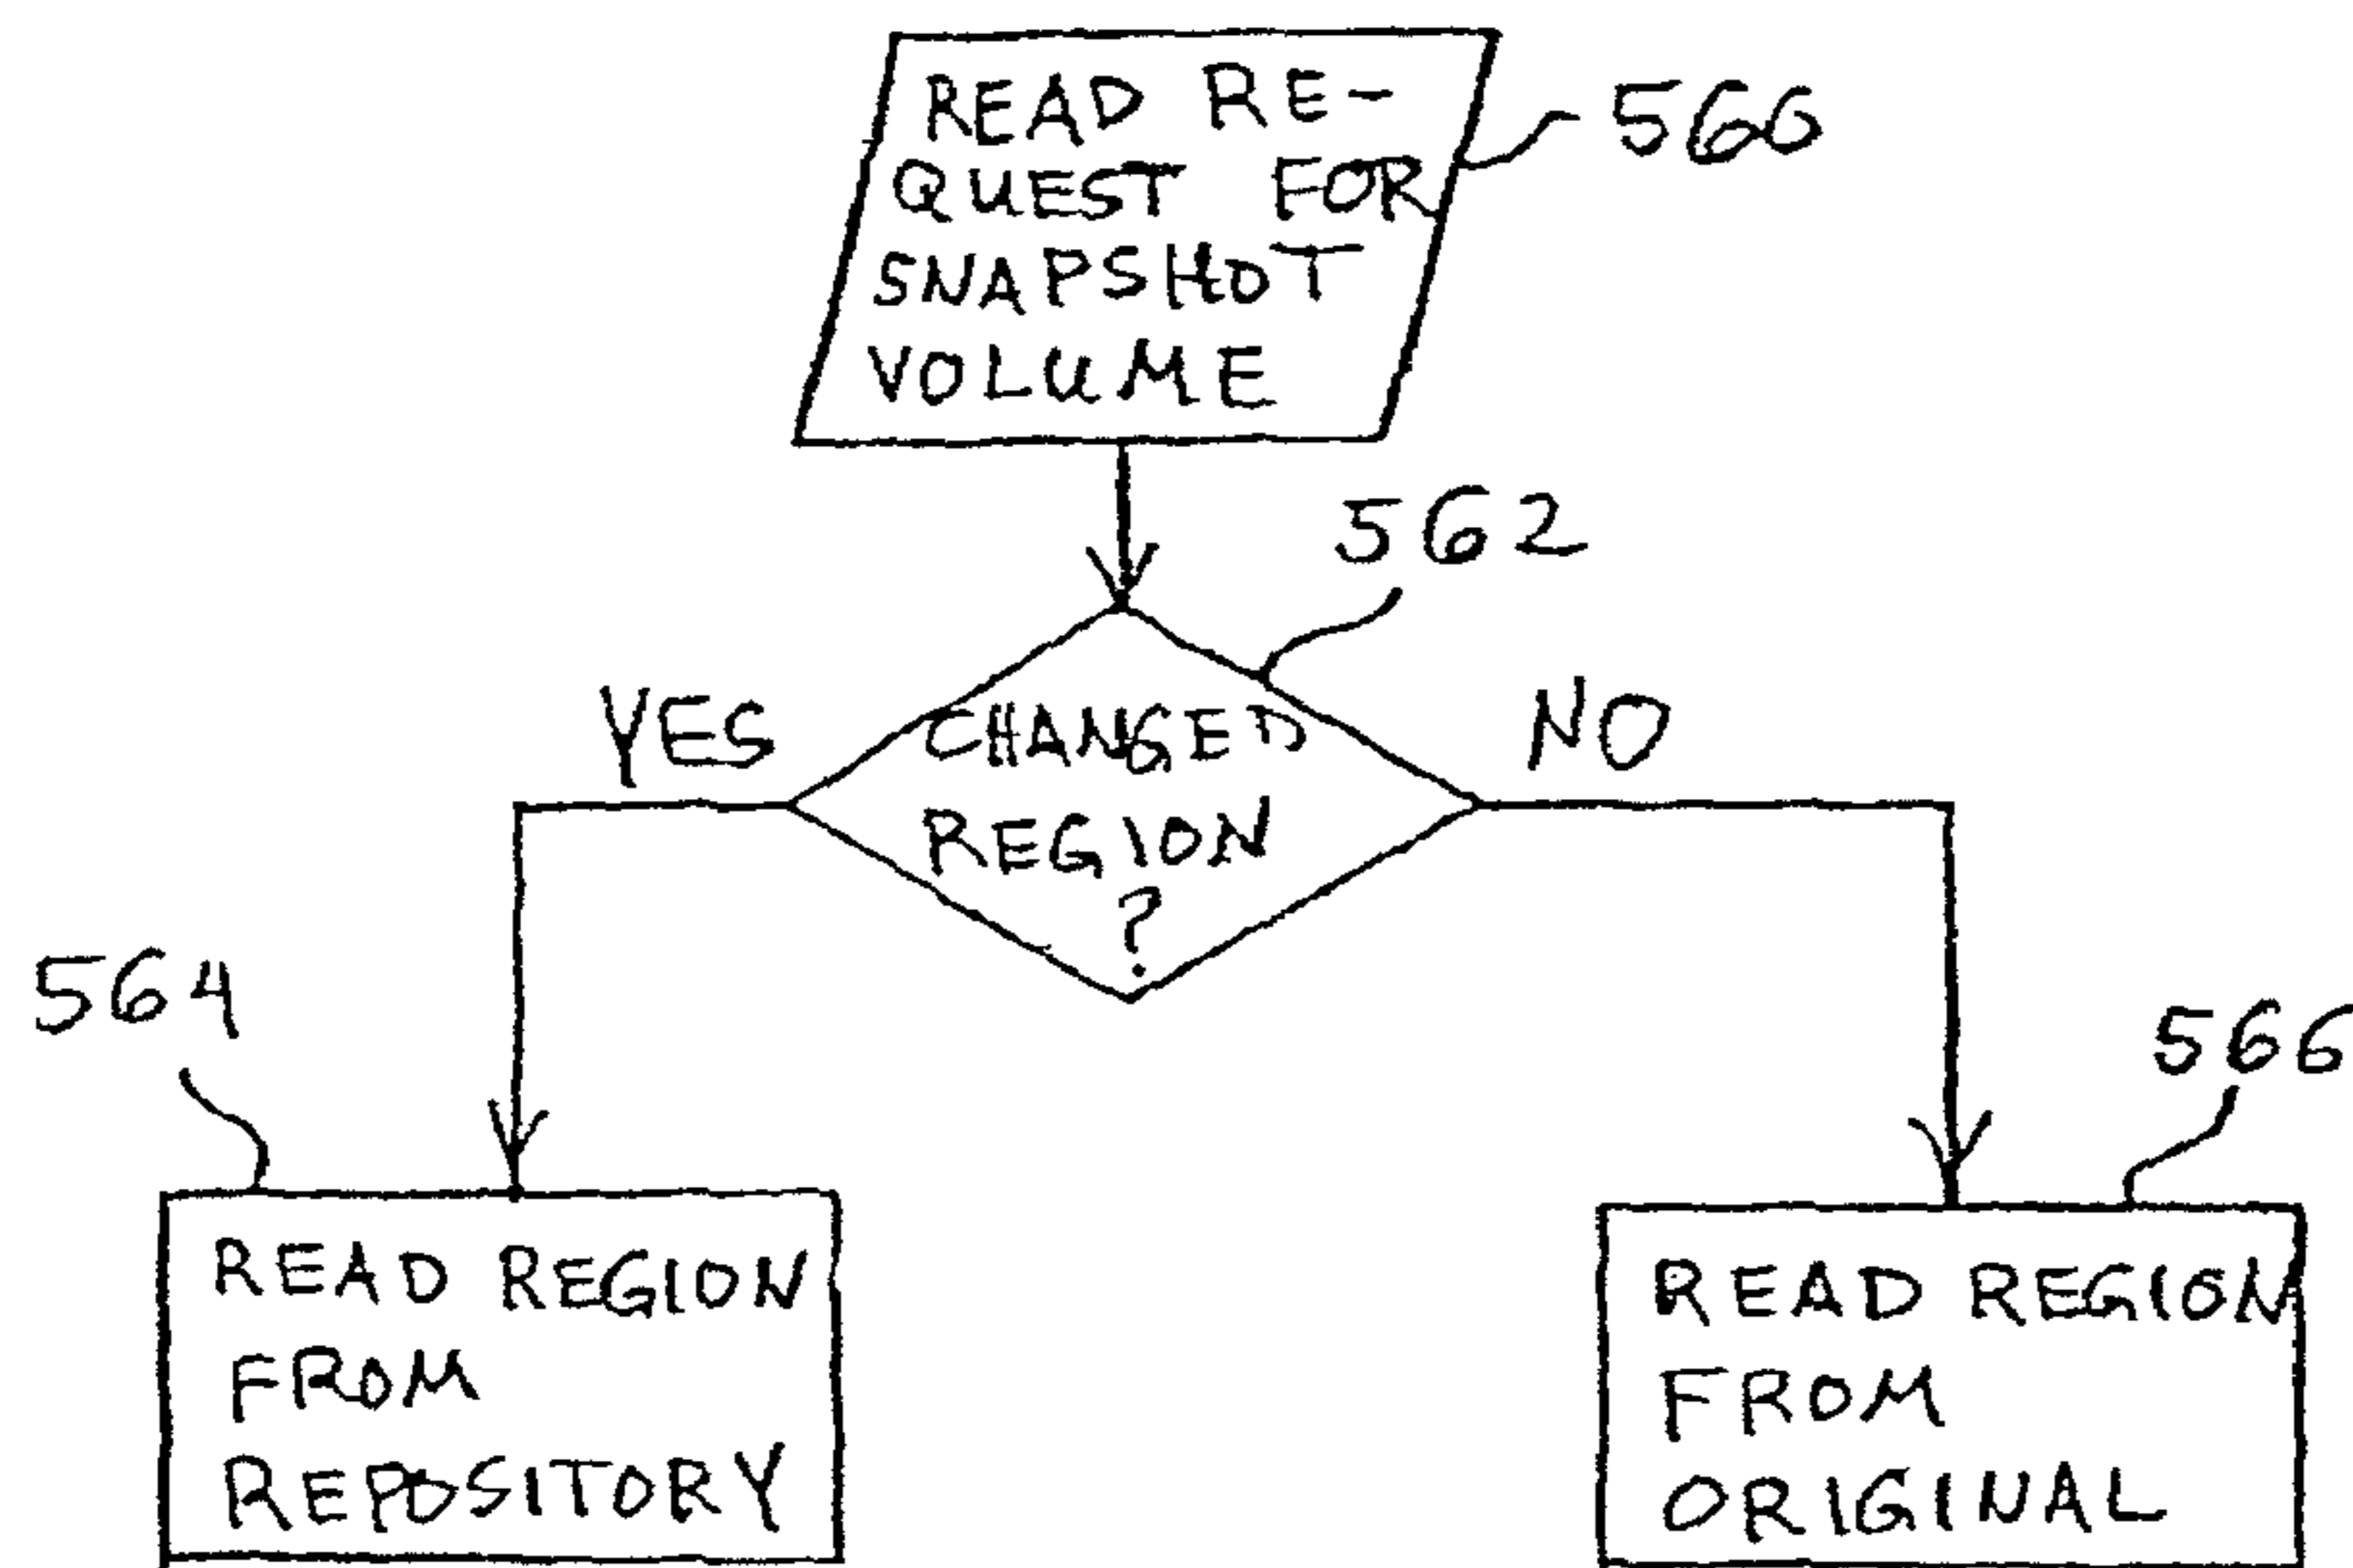 READ RE-
QUEST FOR
SNAPSHOT
VOLUME
566
562
YES
CHANGED
REGION
?
NO
564
READ REGION
FROM
REPOSITORY
566
READ REGION
FROM
ORIGINAL